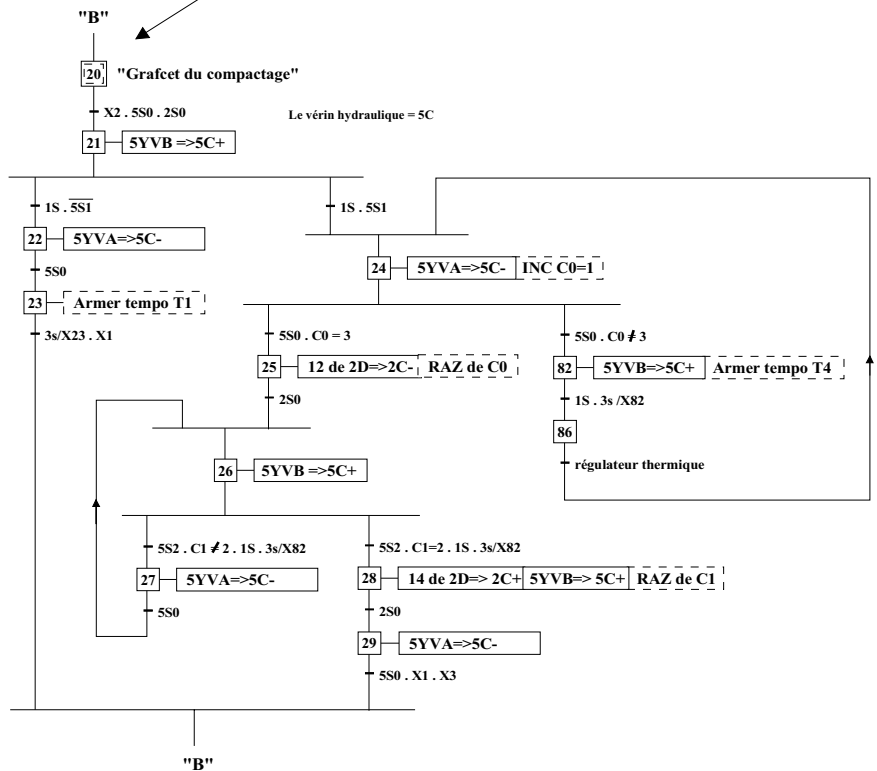 "B"
20 "Grafcet du compactage"
X2 . 5S0 . 2S0
Le vérin hydraulique = 5C
21 5YVB =>5C+
1S . 5S1̅
1S . 5S1
22 5YVA=>5C-
24 5YVA=>5C- INC C0=1
5S0
23 Armer tempo T1
3s/X23 . X1
5S0 . C0 = 3
5S0 . C0 ≠ 3
25 12 de 2D=>2C- RAZ de C0
82 5YVB=>5C+ Armer tempo T4
2S0
1S . 3s /X82
86
26 5YVB =>5C+
régulateur thermique
5S2 . C1 ≠ 2 . 1S . 3s/X82
5S2 . C1=2 . 1S . 3s/X82
27 5YVA=>5C-
28 14 de 2D=> 2C+ 5YVB=> 5C+ RAZ de C1
5S0
2S0
29 5YVA=>5C-
5S0 . X1 . X3
"B"